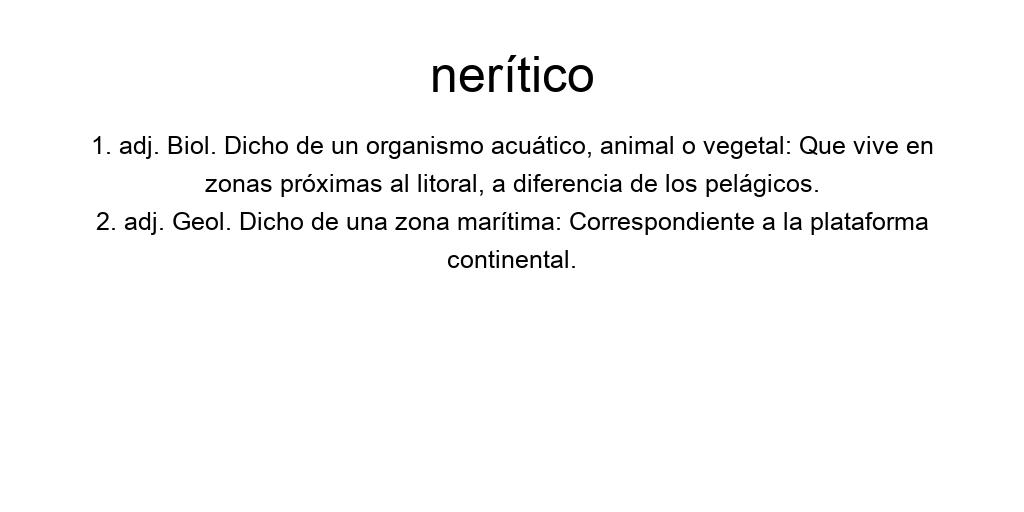 nerítico
1. adj. Biol. Dicho de un organismo acuático, animal o vegetal: Que vive en
zonas próximas al litoral, a diferencia de los pelágicos.
2. adj. Geol. Dicho de una zona marítima: Correspondiente a la plataforma
continental.